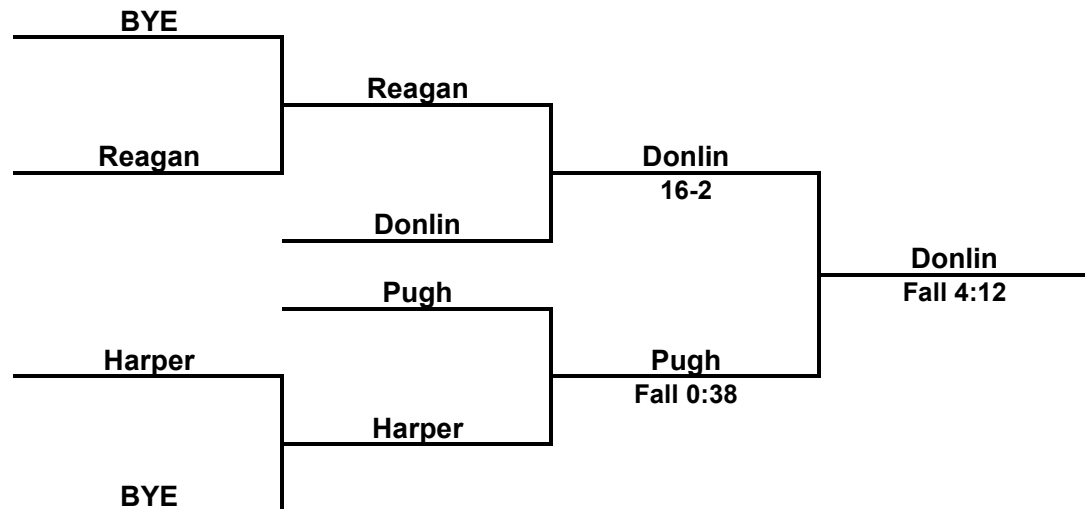 BYE
Reagan
Reagan
Donlin
16-2
Donlin
Donlin
Fall 4:12
Pugh
Harper
Pugh
Fall 0:38
Harper
BYE